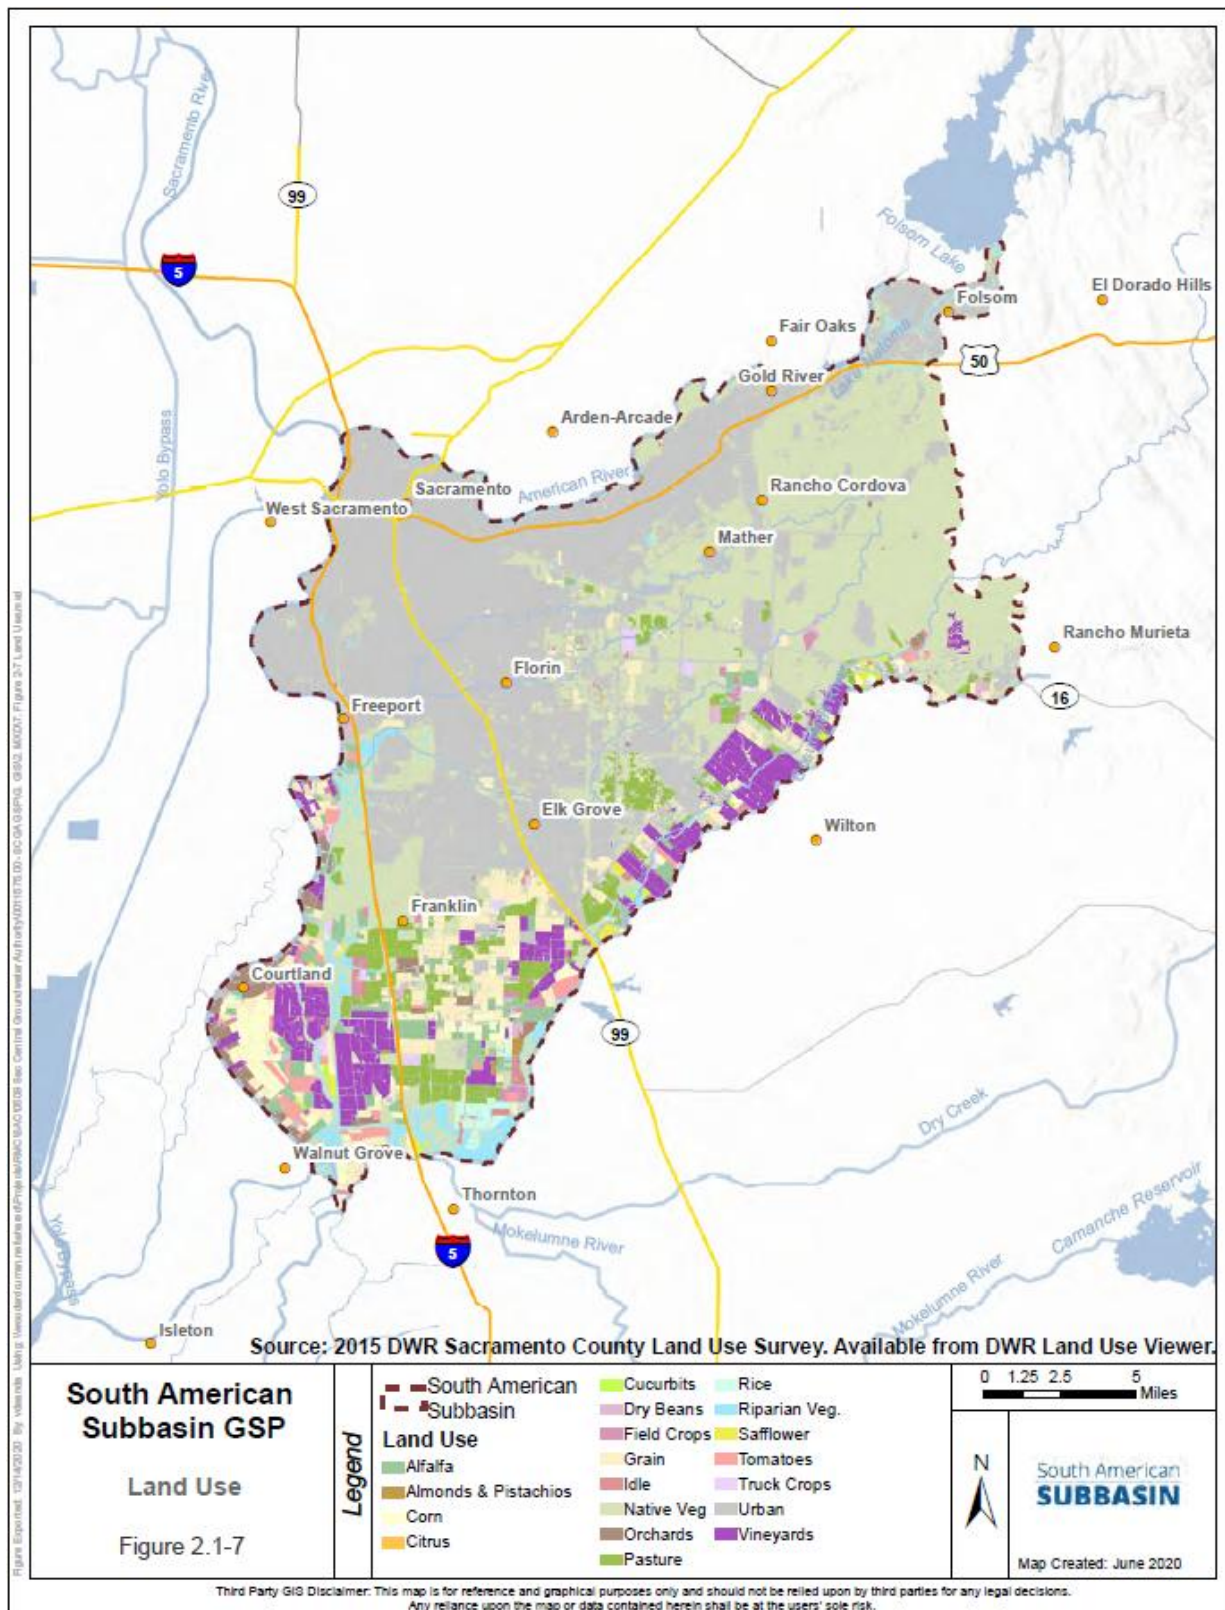 Sacramento River
99
5
Folsom Lake
El Dorado Hills
Folsom
Fair Oaks
50
Gold River
Lake Natoma
Arden-Arcade
Yolo Bypass
American River
Sacramento
Rancho Cordova
West Sacramento
Mather
Rancho Murieta
Florin
16
Freeport
Elk Grove
Wilton
Franklin
Courtland
99
Dry Creek
Walnut Grove
Thornton
Camanche Reservoir
Mokelumne River
5
Mokelumne River
Yolo Bypass
Isleton
Source: 2015 DWR Sacramento County Land Use Survey. Available from DWR Land Use Viewer.
South American
Subbasin GSP
Land Use
Figure 2.1-7
Legend
South American
Subbasin
Land Use
Alfalfa
Almonds & Pistachios
Corn
Citrus
Cucurbits
Dry Beans
Field Crops
Grain
Idle
Native Veg
Orchards
Pasture
Rice
Riparian Veg.
Safflower
Tomatoes
Truck Crops
Urban
Vineyards
0 1.25 2.5 5
Miles
N
South American
SUBBASIN
Map Created: June 2020
Third Party GIS Disclaimer: This map is for reference and graphical purposes only and should not be relied upon by third parties for any legal decisions.
Any reliance upon the map or data contained herein shall be at the users' sole risk.